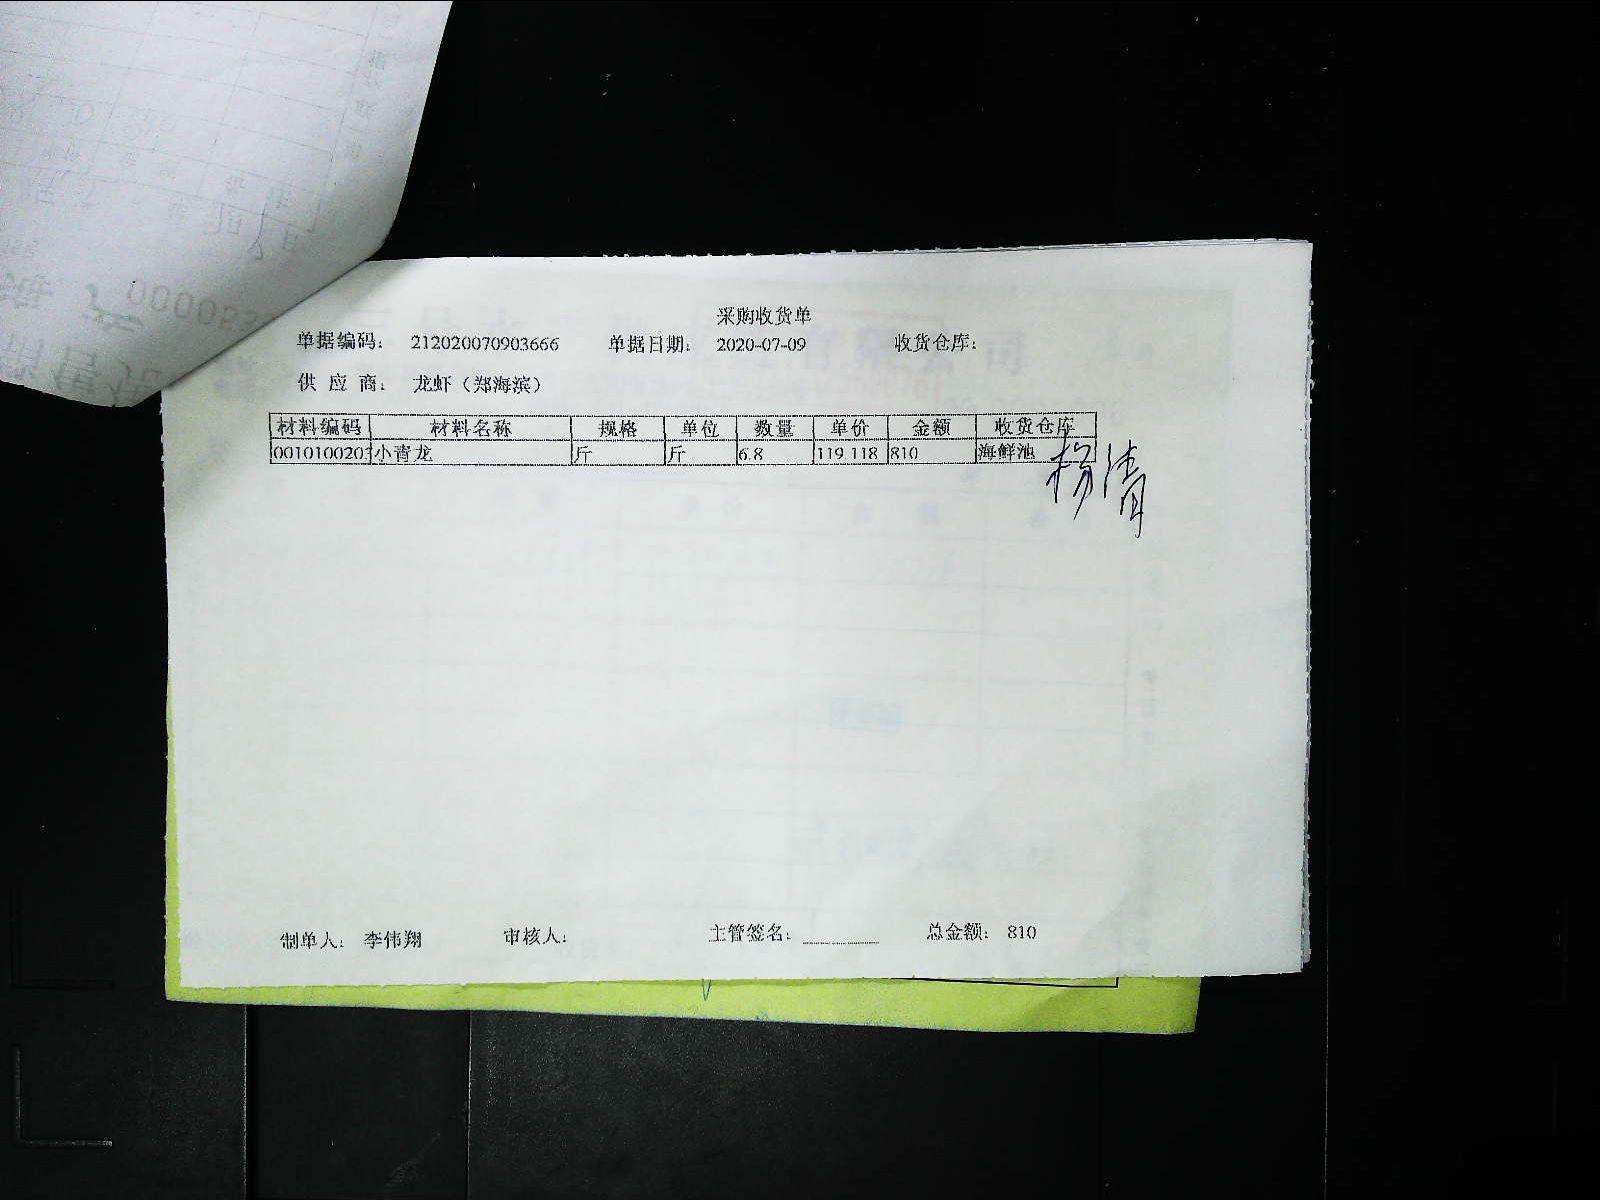 采购收货单
单据编码： 212020070903666 单据日期： 2020-07-09 收货仓库：
供 应 商： 龙虾（郑海滨）
材料编码 材料名称 规格 单位 数量 单价 金额 收货仓库
001010020 小青龙 斤 斤 6.8 119.118 810 海鲜池
杨清
制单人： 李伟翔 审核人： 主管签名： 总金额： 810